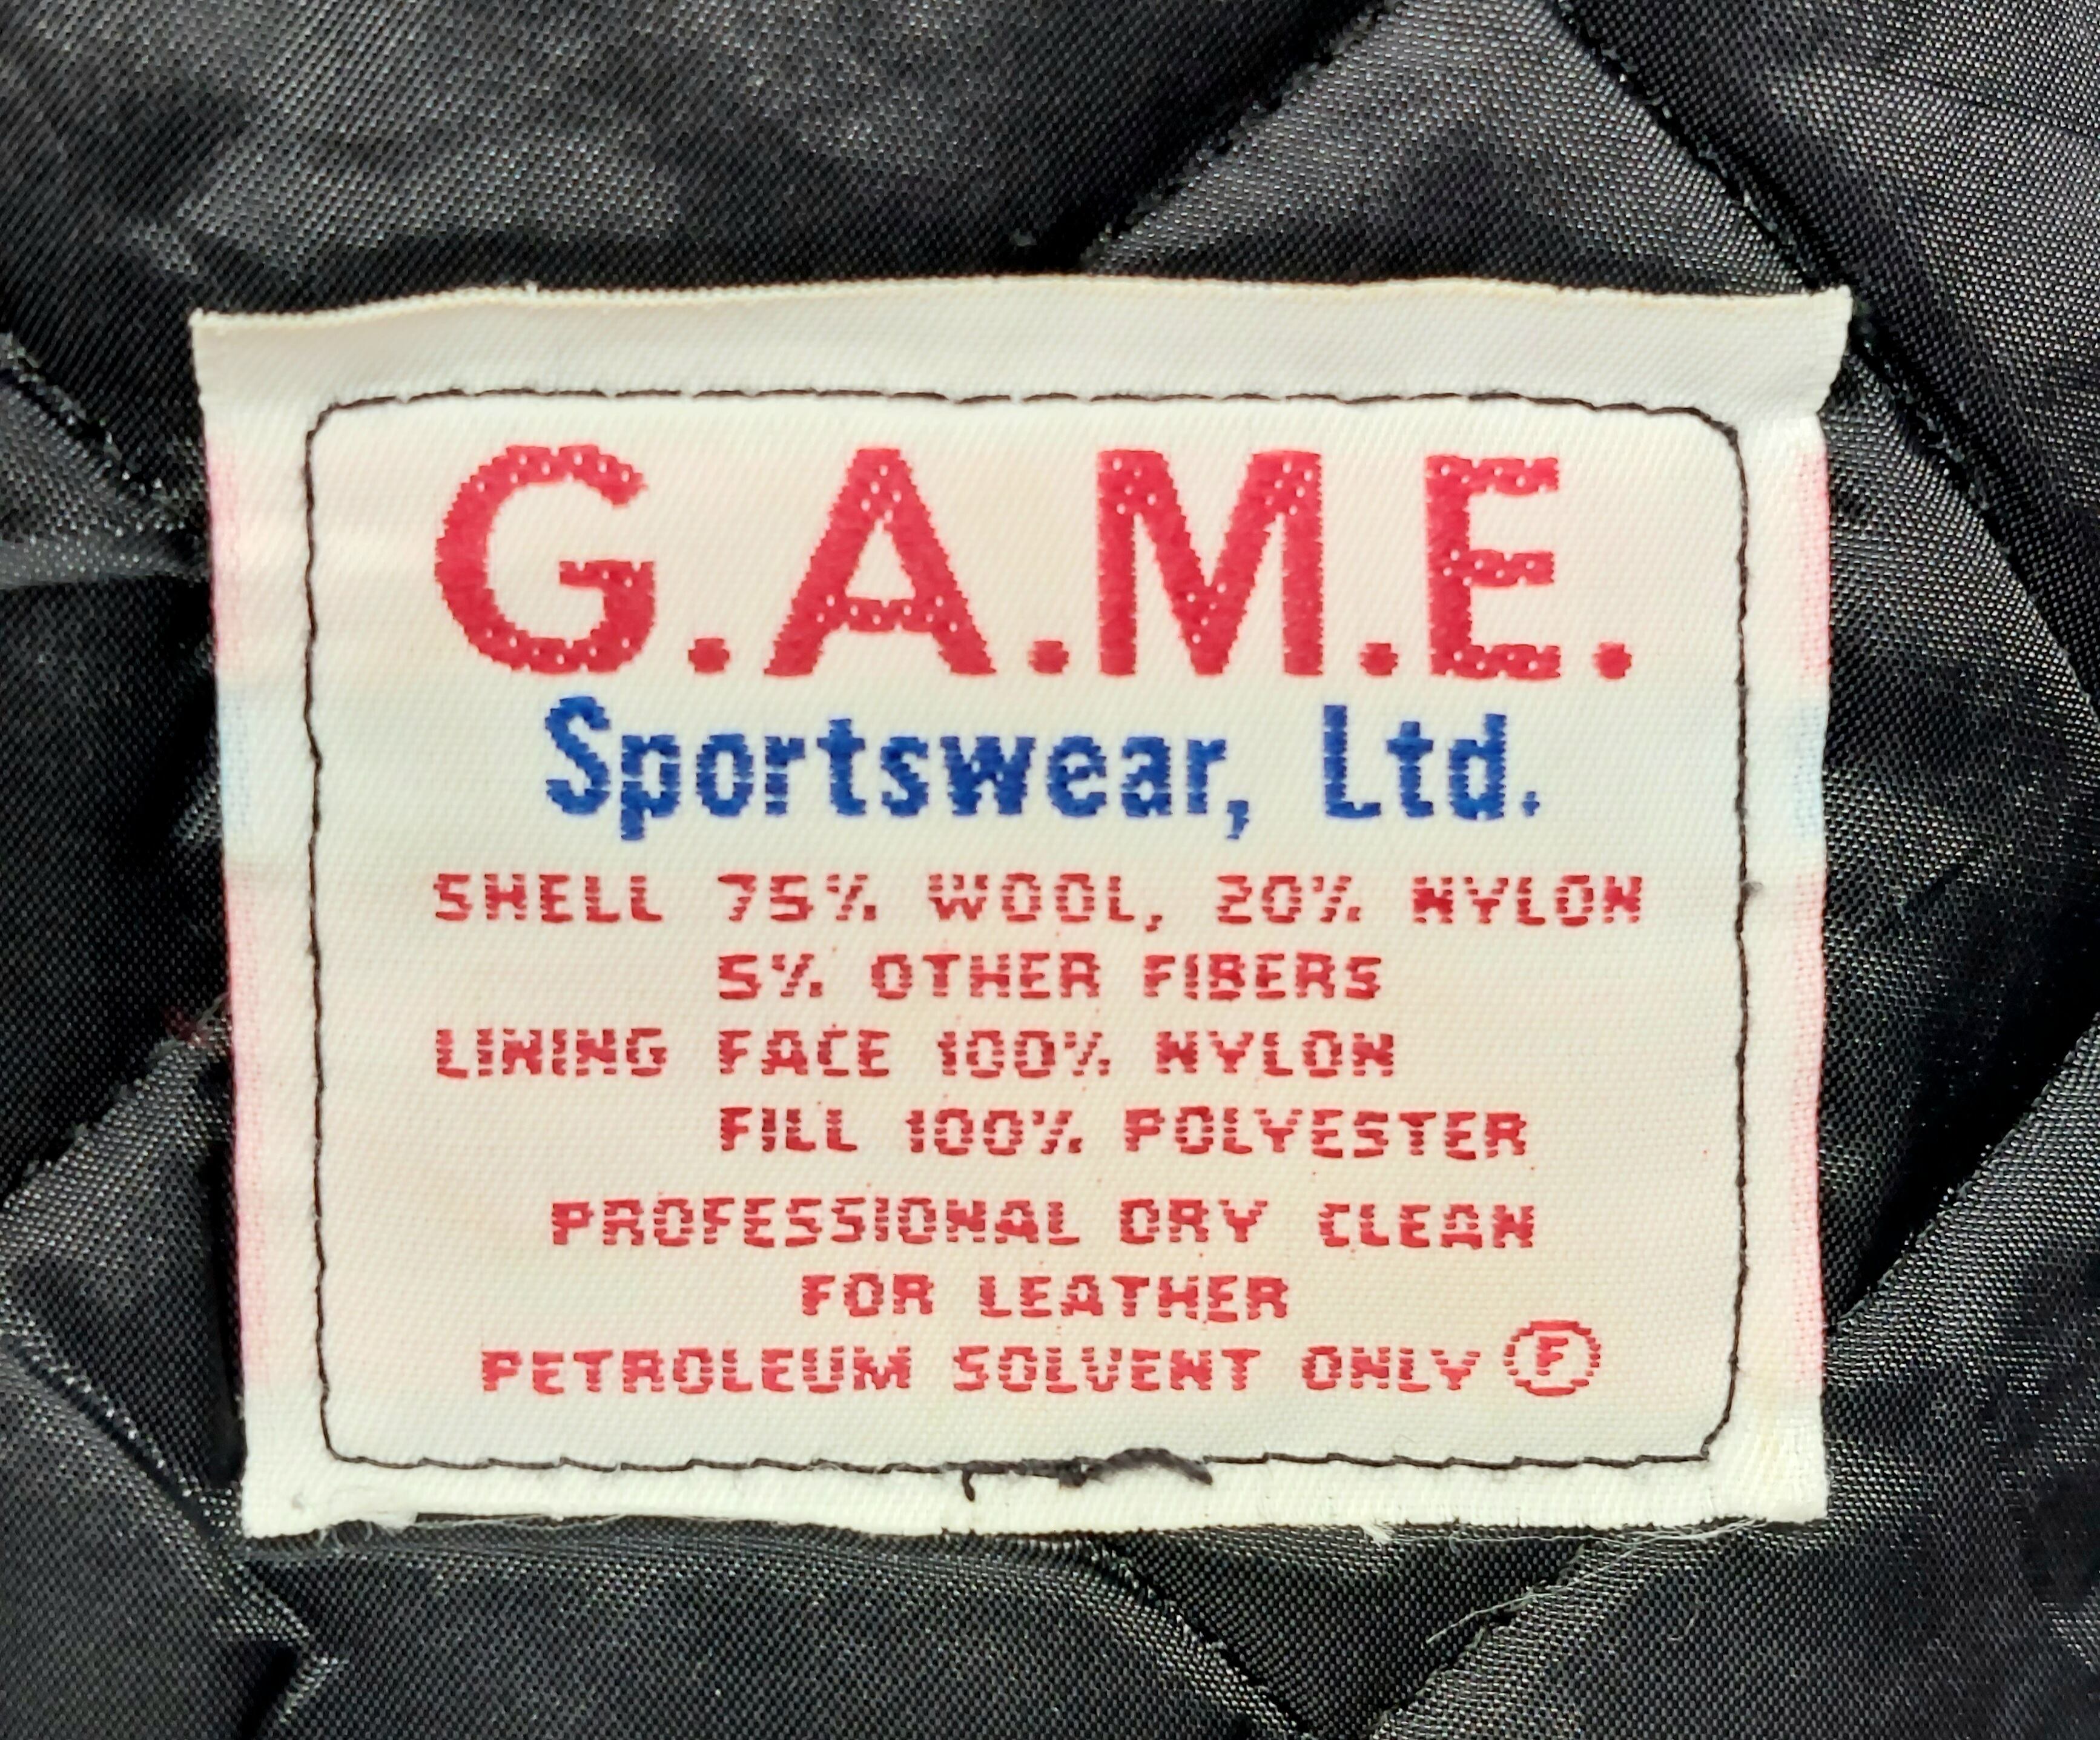 G.A.M.E.
Sportswear, Ltd.
SHELL 75% WOOL, 20% NYLON
5% OTHER FIBERS
LINING FACE 100% NYLON
FILL 100% POLYESTER
PROFESSIONAL DRY CLEAN
FOR LEATHER
PETROLEUM SOLVENT ONLY Ⓕ